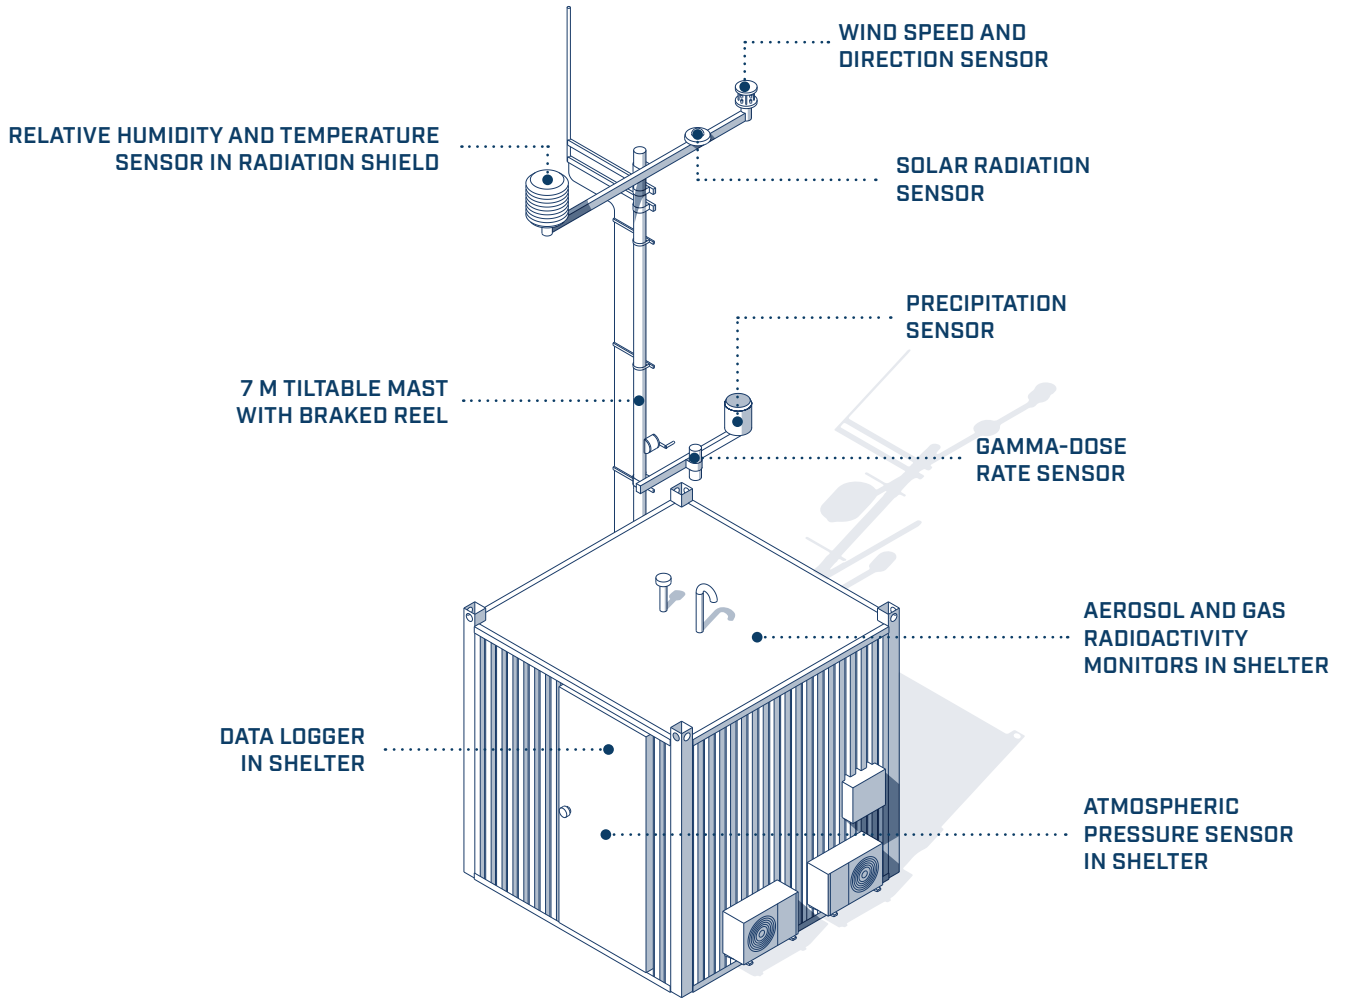 WIND SPEED AND
DIRECTION SENSOR
RELATIVE HUMIDITY AND TEMPERATURE
SENSOR IN RADIATION SHIELD
SOLAR RADIATION
SENSOR
PRECIPITATION
SENSOR
7 M TILTABLE MAST
WITH BRAKED REEL
GAMMA-DOSE
RATE SENSOR
AEROSOL AND GAS
RADIOACTIVITY
MONITORS IN SHELTER
DATA LOGGER
IN SHELTER
ATMOSPHERIC
PRESSURE SENSOR
IN SHELTER